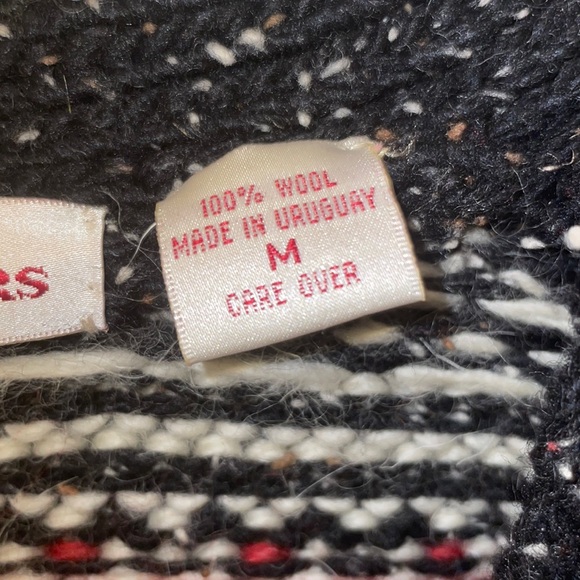 RS
100% WOOL
MADE IN URUGUAY
M
CARE OVER